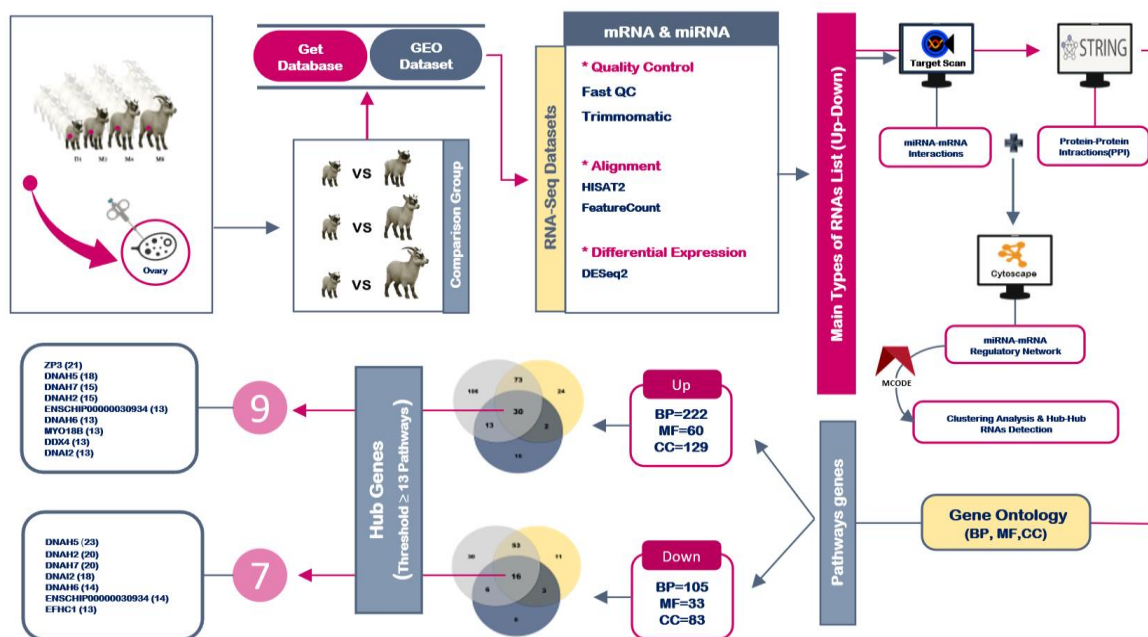 D1 M2 M4 M8
Ovary
Get
Database
GEO
Dataset
VS
VS
VS
Comparison Group
RNA-Seq Datasets
mRNA & miRNA
* Quality Control
Fast QC
Trimmomatic
* Alignment
HISAT2
FeatureCount
* Differential Expression
DESeq2
Main Types of RNAs List (Up-Down)
Target Scan
STRING
miRNA-mRNA
Interactions
Protein-Protein
Intractions(PPI)
Cytoscape
miRNA-mRNA
Regulatory Network
MCODE
Clustering Analysis & Hub-Hub
RNAs Detection
Gene Ontology
(BP, MF,CC)
Pathways genes
Up
BP=222
MF=60
CC=129
Down
BP=105
MF=33
CC=83
73
24
30
13
2
53
30
11
16
6
3
Hub Genes
(Threshold ≥ 13 Pathways)
9
ZP3 (21)
DNAH5 (18)
DNAH7 (15)
DNAH2 (15)
ENSCHIP00000030934 (13)
DNAH6 (13)
MYO18B (13)
DDX4 (13)
DNAI2 (13)
7
DNAH5 (23)
DNAH2 (20)
DNAH7 (20)
DNAI2 (18)
DNAH6 (14)
ENSCHIP00000030934 (14)
EFHC1 (13)